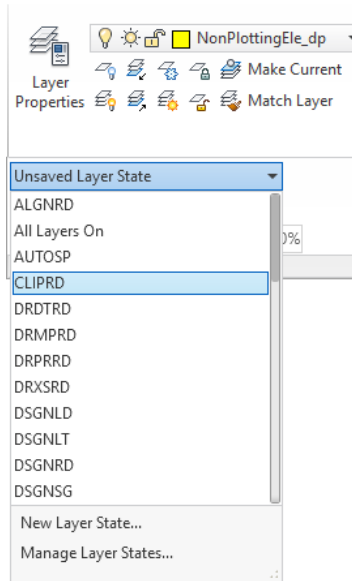 NonPlottingEle_dp
Make Current
Layer
Properties
Match Layer
Unsaved Layer State
ALGNRD
All Layers On
0%
AUTOSP
CLIPRD
DRDTRD
DRMPRD
DRPRRD
DRXSRD
DSGNLD
DSGNLT
DSGNRD
DSGNSG
New Layer State...
Manage Layer States...